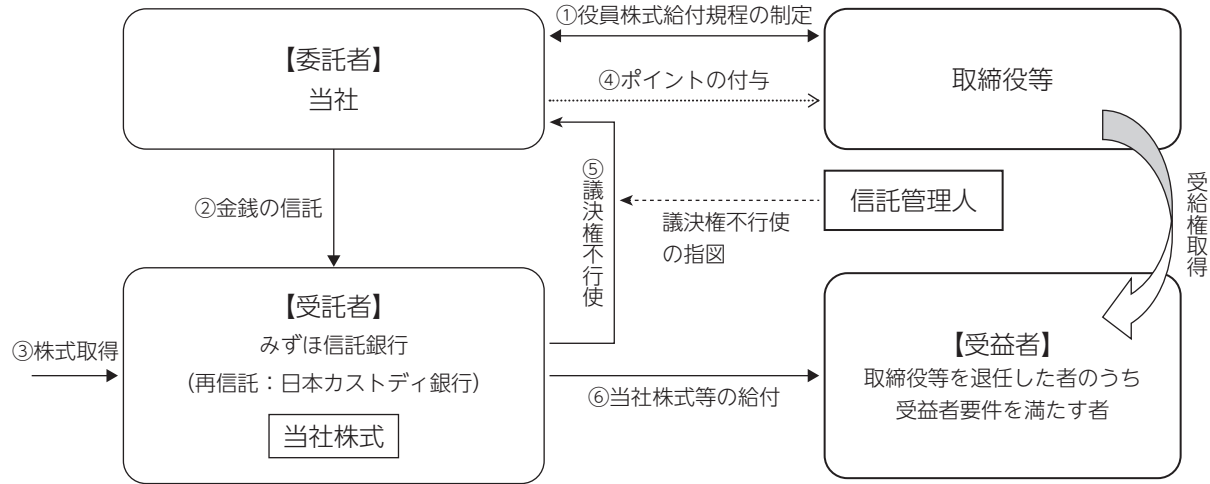 ①役員株式給付規程の制定
【委託者】
当社
④ポイントの付与
取締役等
②金銭の信託
⑤議決権不行使
議決権不行使
の指図
信託管理人
受給権取得
【受託者】
みずほ信託銀行
(再信託：日本カストディ銀行)
当社株式
③株式取得
⑥当社株式等の給付
【受益者】
取締役等を退任した者のうち
受益者要件を満たす者